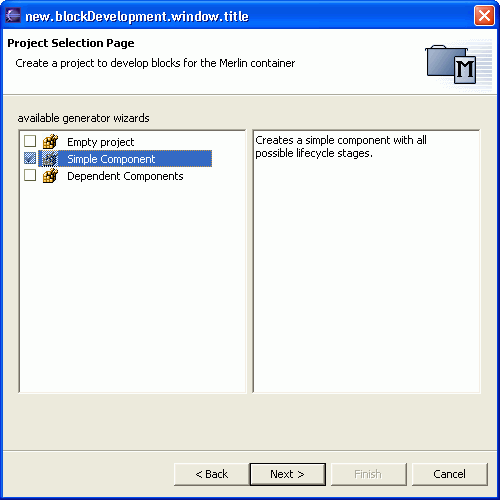 new.blockDevelopment.window.title
Project Selection Page
Create a project to develop blocks for the Merlin container
M
available generator wizards
Empty project
Simple Component
Dependent Components
Creates a simple component with all
possible lifecycle stages.
< Back
Next >
Finish
Cancel